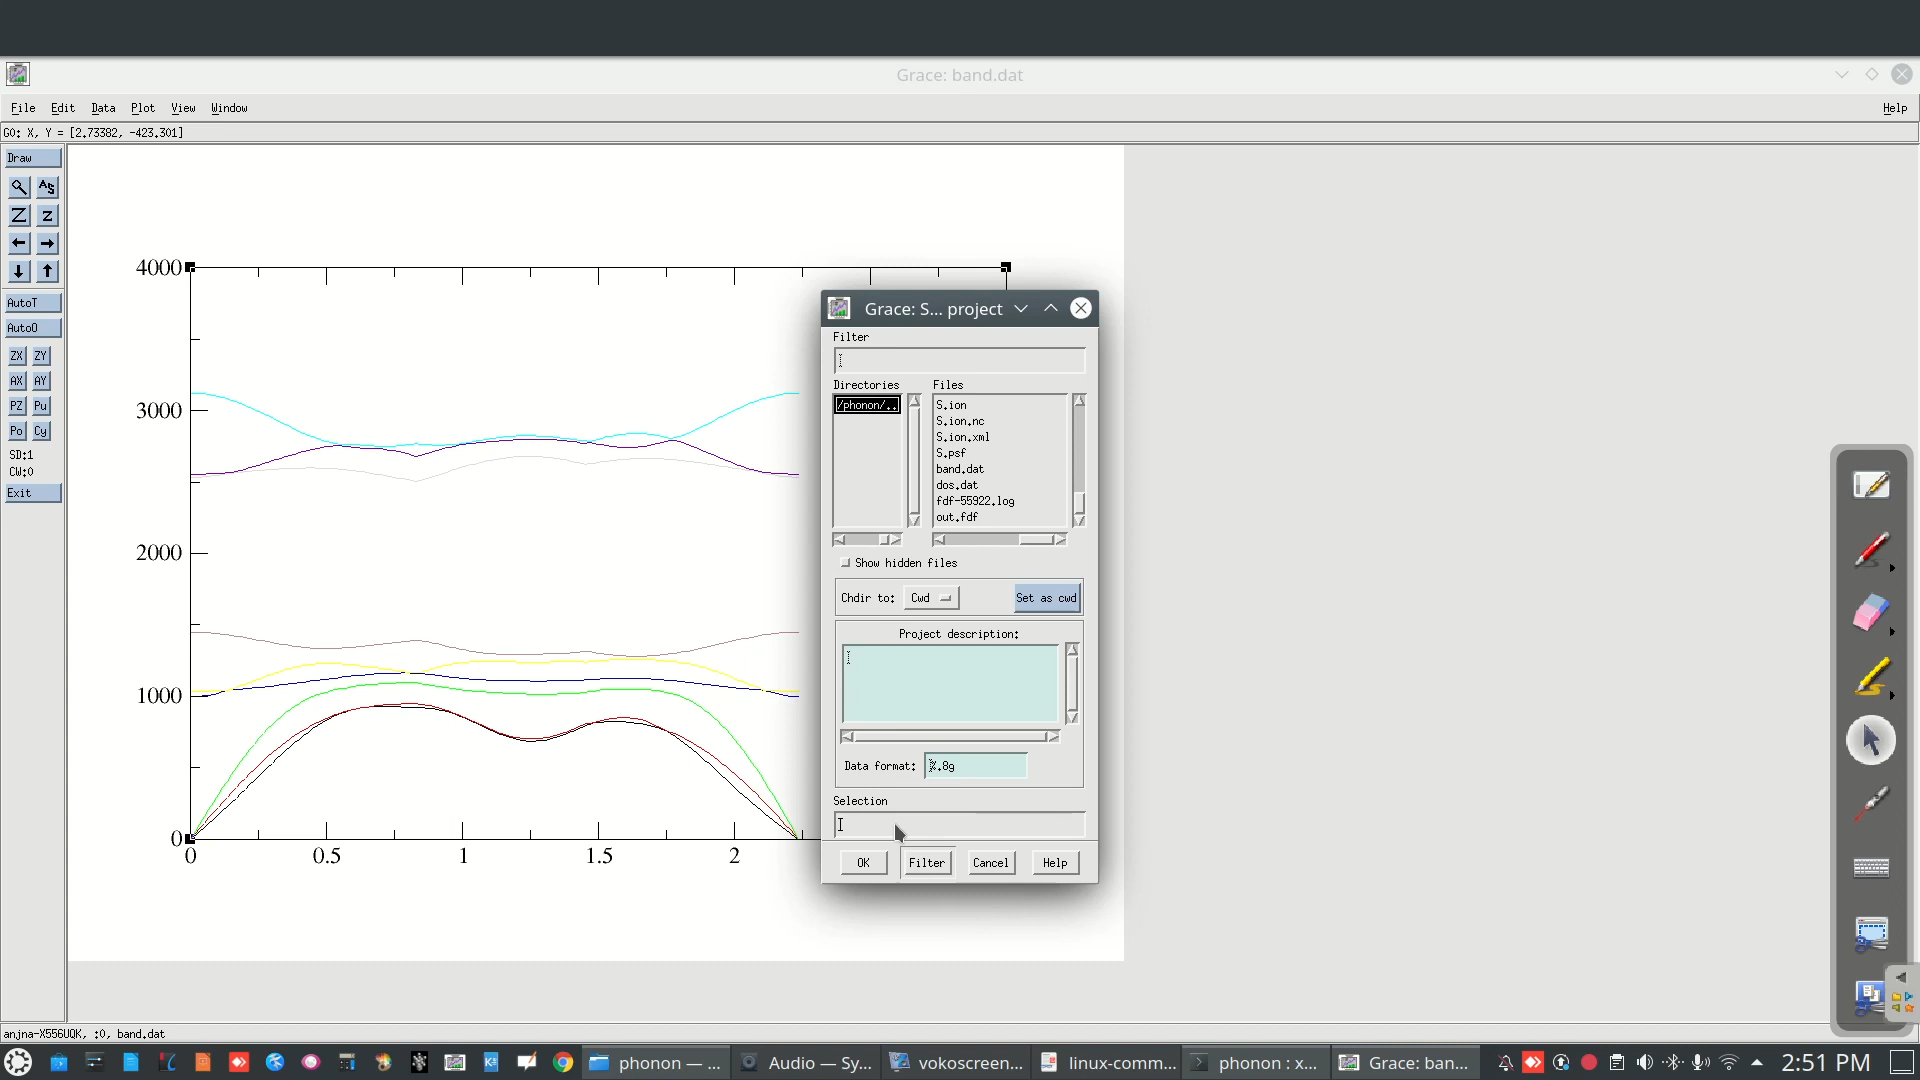 Grace: band.dat
File Edit Data Plot View Window Help
G0: X, Y = [2.73382, -423.301]
Draw
AS
Z z
AutoT
AutoO
ZX ZY
AX AY
PZ Pu
Po Cy
SD:1
CW:0
Exit
4000
3000
2000
1000
0
0 0.5 1 1.5 2
Grace: S... project
Filter
Directories Files
/phonon/..
S.ion
S.ion.nc
S.ion.xml
S.psf
band.dat
dos.dat
fdf-55922.log
out.fdf
Show hidden files
Chdir to: Cwd Set as cwd
Project description:
Data format: %.8g
Selection
OK Filter Cancel Help
anjna-X556UQK, :0, band.dat
phonon — ... Audio — Sy... vokoscreen... linux-comm... phonon : x... Grace: ban... 2:51 PM